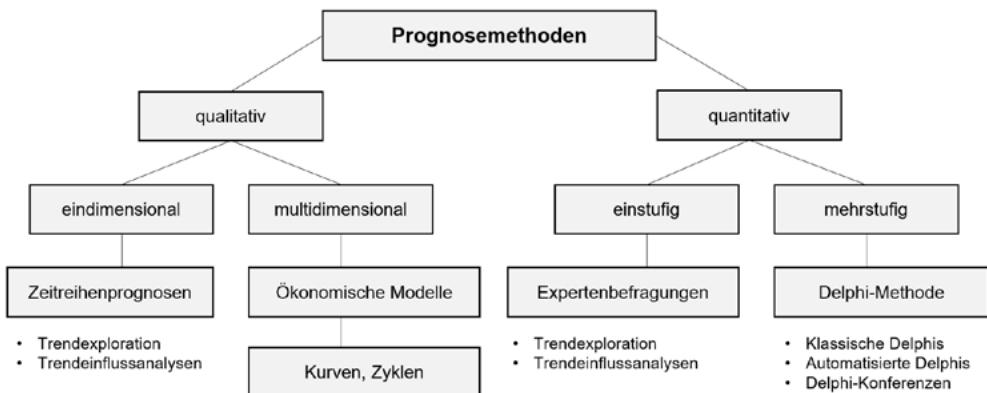 Prognosemethoden
qualitativ
quantitativ
eindimensional
multidimensional
einstufig
mehrstufig
Zeitreihenprognosen
Ökonomische Modelle
Expertenbefragungen
Delphi-Methode
• Trendexploration
• Trendeinflussanalysen
Kurven, Zyklen
• Trendexploration
• Trendeinflussanalysen
• Klassische Delphis
• Automatisierte Delphis
• Delphi-Konferenzen